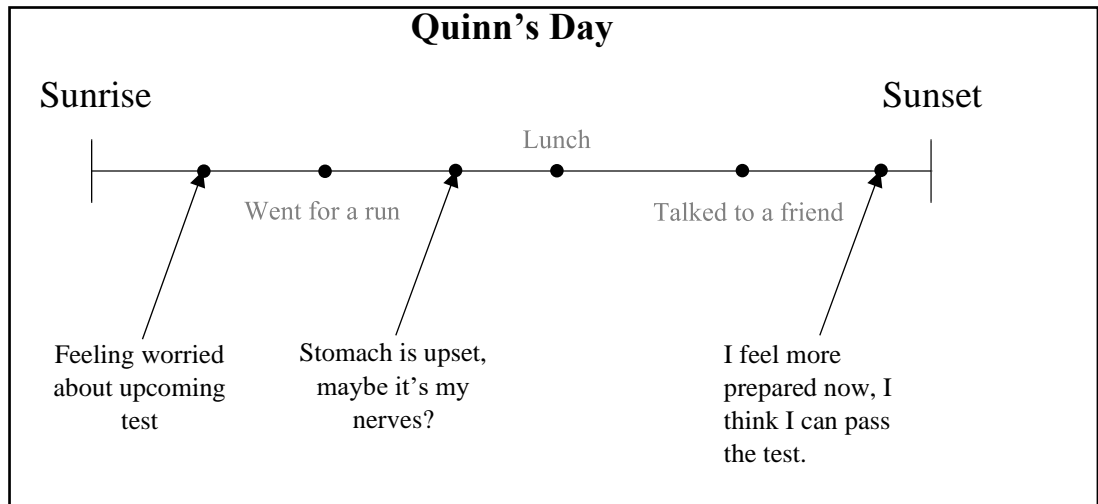 Quinn’s Day
Sunrise
Sunset
Lunch
Went for a run
Talked to a friend
Feeling worried
about upcoming
test
Stomach is upset,
maybe it’s my
nerves?
I feel more
prepared now, I
think I can pass
the test.